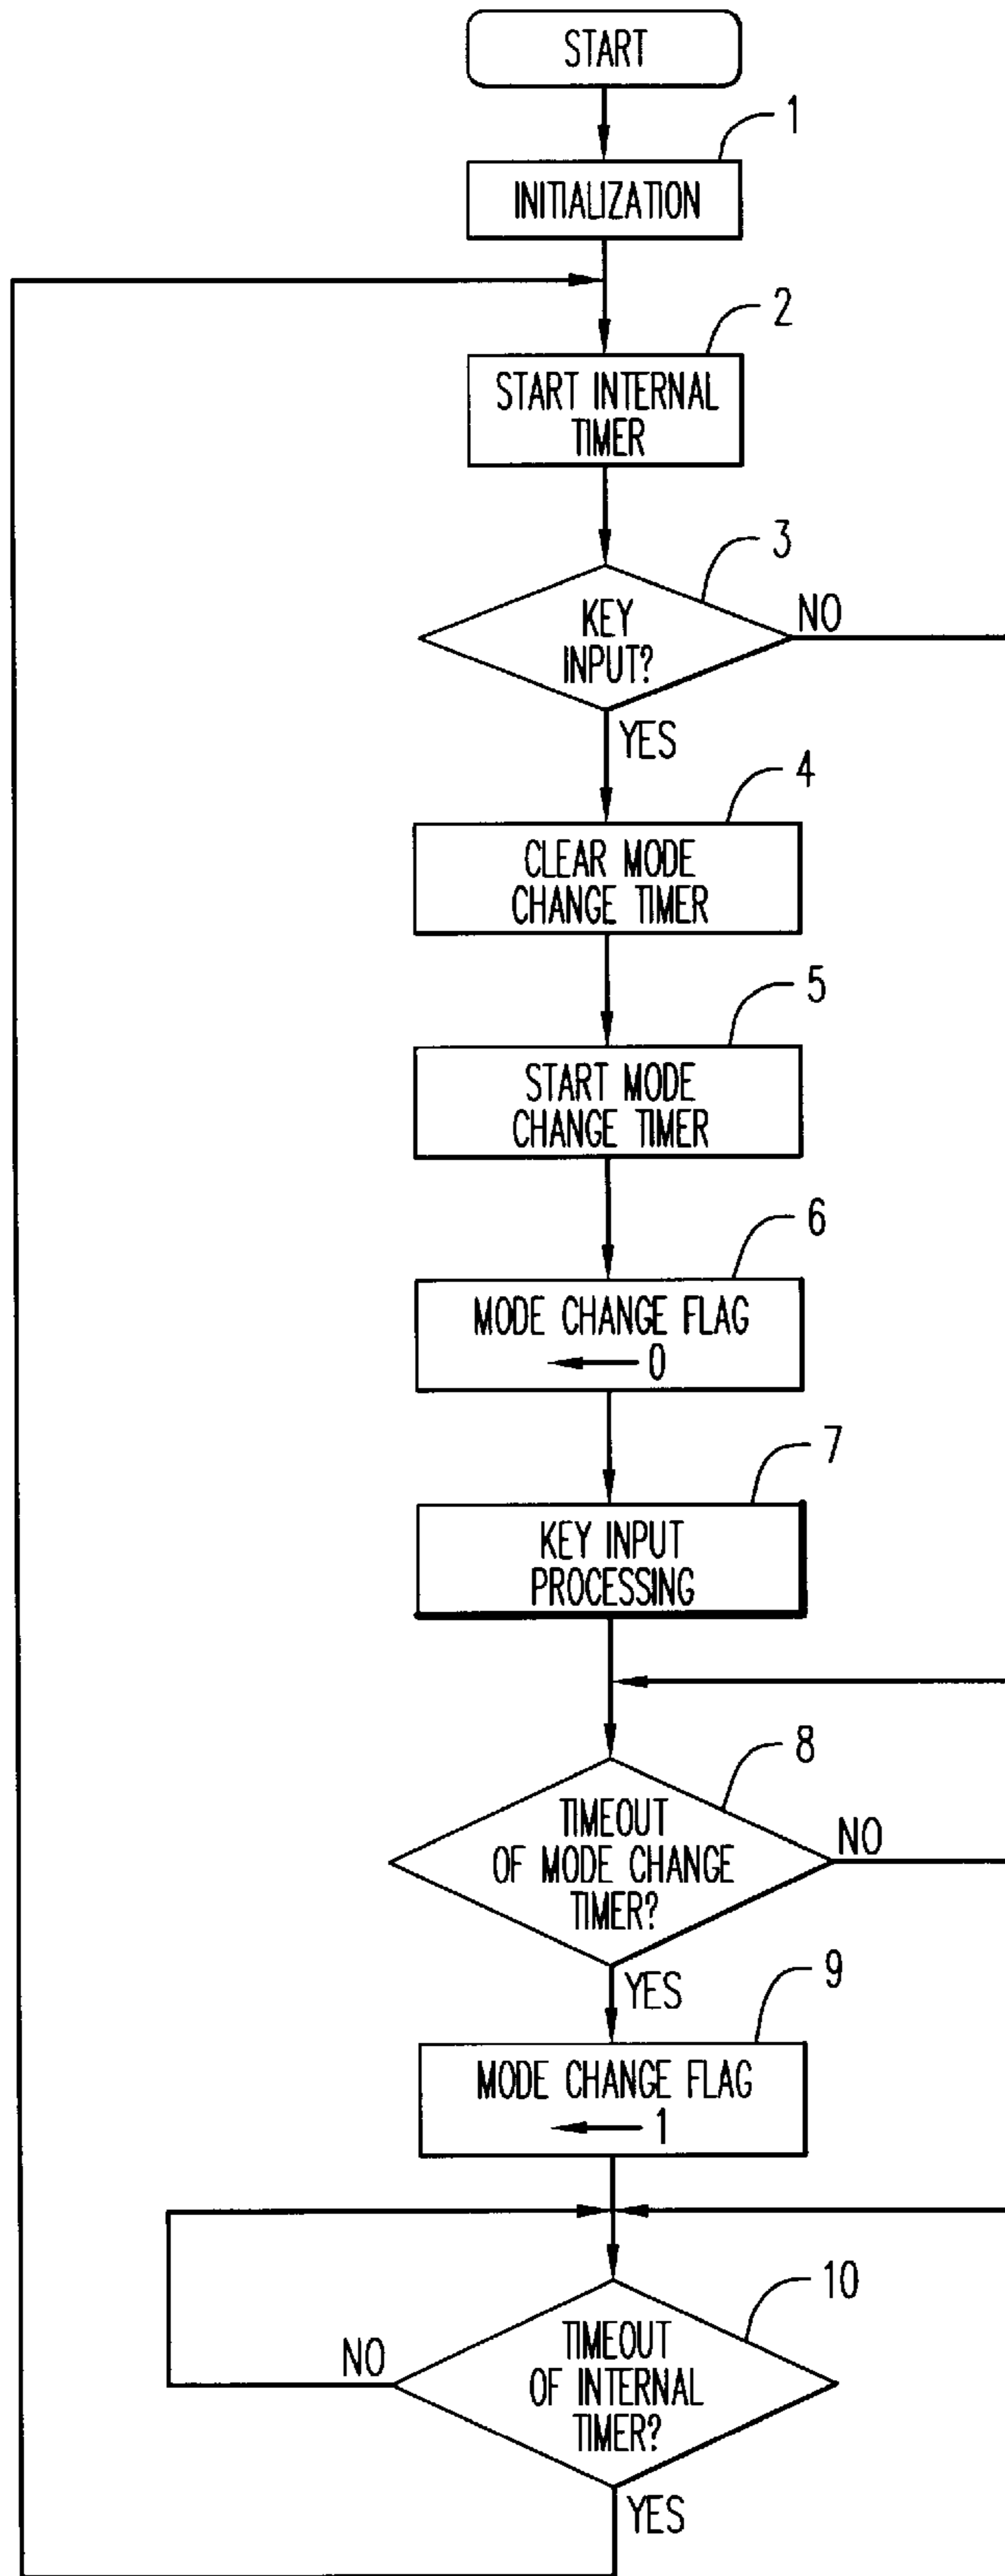 START
1
INITIALIZATION
2
START INTERNAL
TIMER
3
KEY
INPUT?
NO
YES
4
CLEAR MODE
CHANGE TIMER
5
START MODE
CHANGE TIMER
6
MODE CHANGE FLAG
← 0
7
KEY INPUT
PROCESSING
8
TIMEOUT
OF MODE CHANGE
TIMER?
NO
YES
9
MODE CHANGE FLAG
← 1
10
TIMEOUT
OF INTERNAL
TIMER?
NO
YES